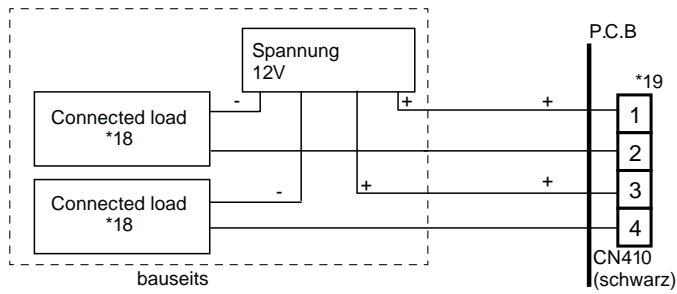 P.C.B
Spannung
12V
*19
-
+
+
1
Connected load
*18
2
-
+
+
3
Connected load
*18
4
CN410
(schwarz)
bauseits